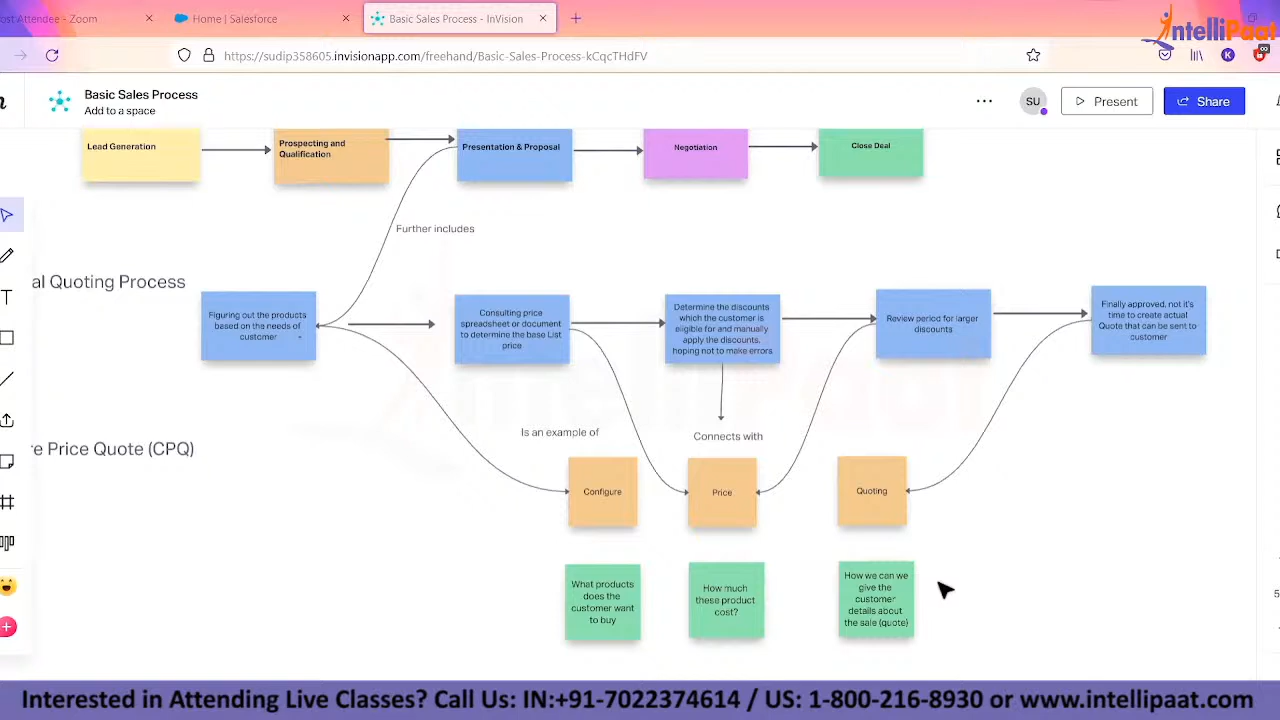 ost Attendee - Zoom
Home | Salesforce
Basic Sales Process - InVision
IntelliPaat
https://sudip358605.invisionapp.com/freehand/Basic-Sales-Process-kCqcTHdFV
K
Basic Sales Process
Add to a space
SU
Present
Share
Lead Generation
Prospecting and
Qualification
Presentation & Proposal
Negotiation
Close Deal
Further includes
al Quoting Process
Figuring out the products
based on the needs of
customer
Consulting price
spreadsheet or document
to determine the base List
price
Determine the discounts
which the customer is
eligible for and manually
apply the discounts,
hoping not to make errors
Review period for larger
discounts
Finally approved, not it's
time to create actual
Quote that can be sent to
customer
Is an example of
Connects with
re Price Quote (CPQ)
Configure
Price
Quoting
What products
does the
customer want
to buy
How much
these product
cost?
How we can we
give the
customer
details about
the sale (quote)
Interested in Attending Live Classes? Call Us: IN:+91-7022374614 / US: 1-800-216-8930 or www.intellipaat.com